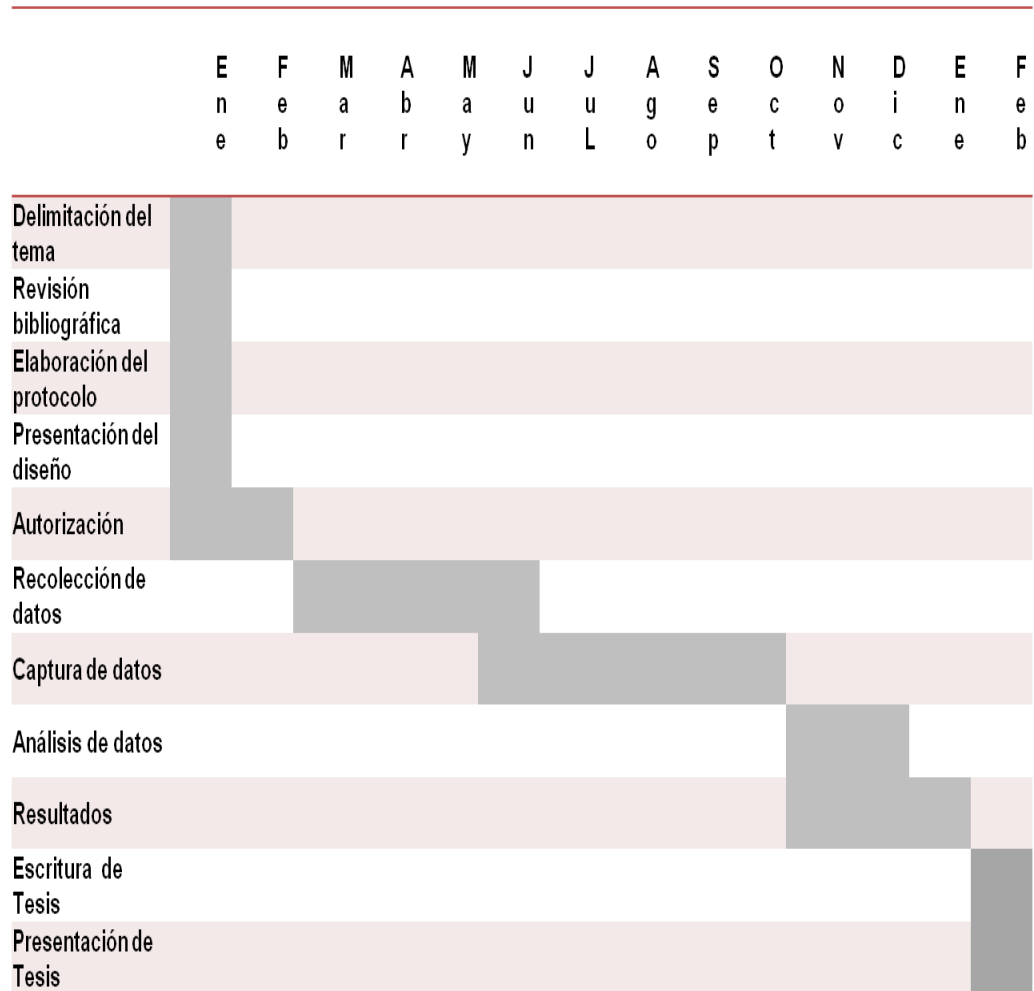 E F M A M J J A S O N D E F
n e a b a u u g e c o i n e
e b r r y n L o p t v c e b
Delimitación del
tema
Revisión
bibliográfica
Elaboración del
protocolo
Presentación del
diseño
Autorización
Recolección de
datos
Captura de datos
Análisis de datos
Resultados
Escritura de
Tesis
Presentación de
Tesis